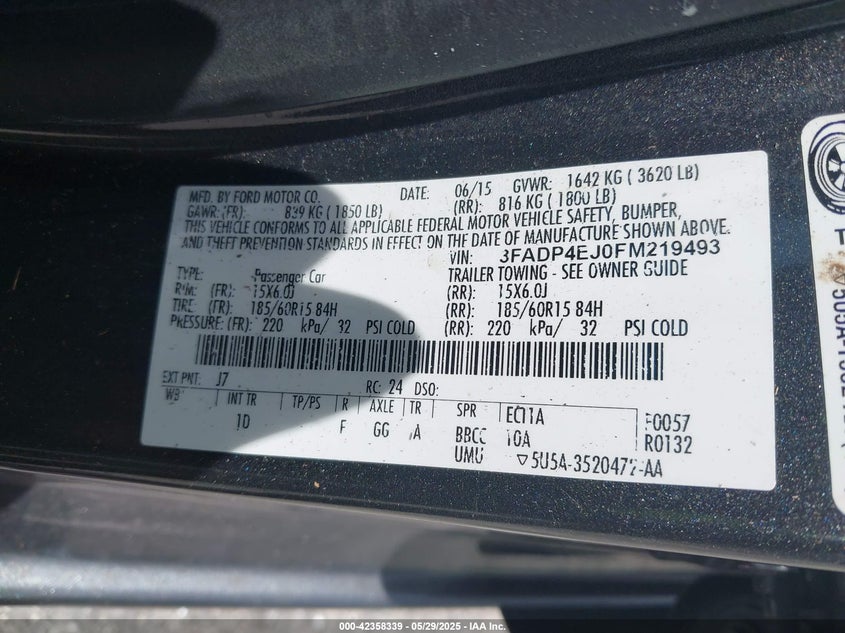 MFD. BY FORD MOTOR CO. DATE: 06/15 GVWR: 1642 KG ( 3620 LB)
GAWR: (FR): 839 KG ( 1850 LB) (RR): 816 KG ( 1800 LB)
THIS VEHICLE CONFORMS TO ALL APPLICABLE FEDERAL MOTOR VEHICLE SAFETY, BUMPER,
AND THEFT PREVENTION STANDARDS IN EFFECT ON THE DATE OF MANUFACTURE SHOWN ABOVE.
VIN: 3FADP4EJ0FM219493
TYPE: Passenger Car TRAILER TOWING - SEE OWNER GUIDE
RIM: (FR): 15X6.0J (RR): 15X6.0J
TIRE: (FR): 185/60R15 84H (RR): 185/60R15 84H
PRESSURE: (FR): 220 kPa/ 32 PSI COLD (RR): 220 kPa/ 32 PSI COLD
EXT PNT: J7 RC: 24 DSO:
WB INT TR TP/PS R AXLE TR SPR EC11A F0057
1D F GG A BBCC 10A R0132
UMU ▽5U5A-3520472-AA
000-42358339 • 05/29/2025 • IAA Inc.